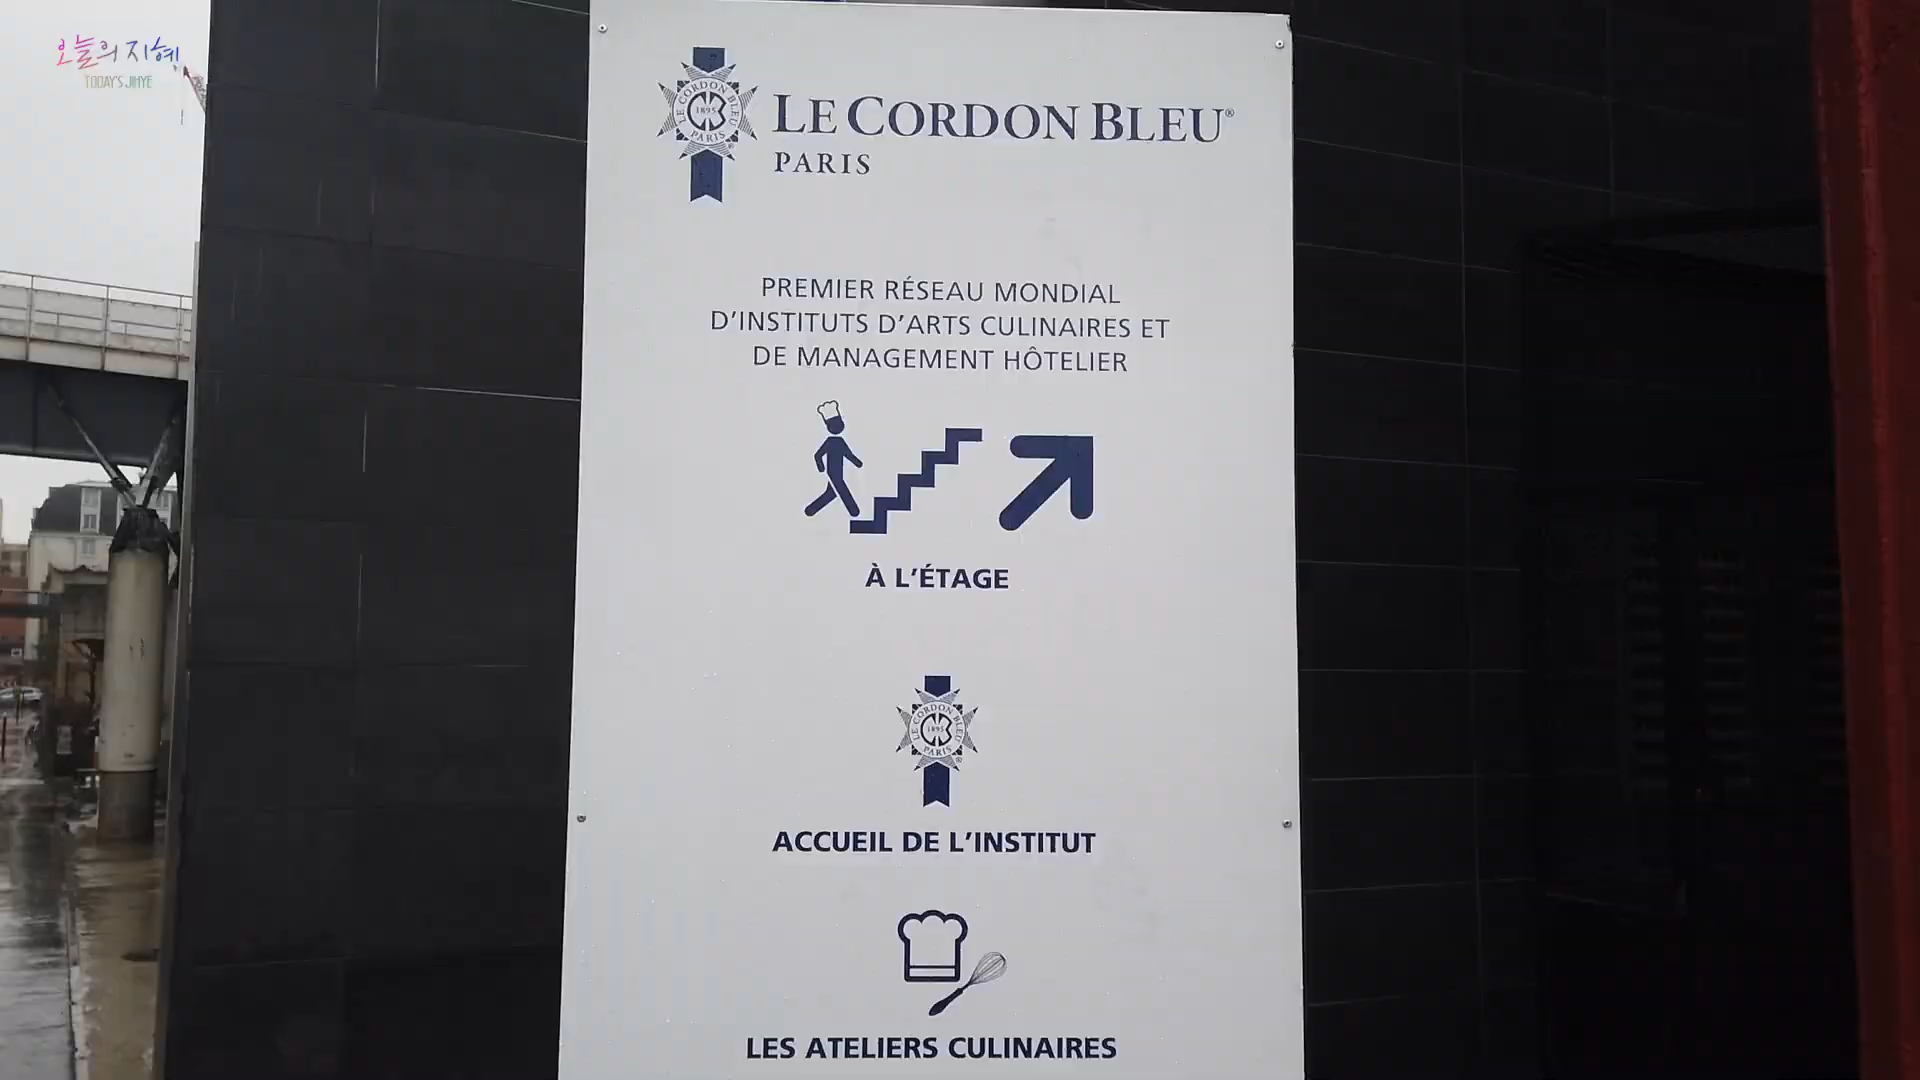 오늘의 지혜
TODAY'S JIHYE
LE CORDON BLEU
1895
PARIS
LE CORDON BLEU®
PARIS
PREMIER RÉSEAU MONDIAL
D'INSTITUTS D'ARTS CULINAIRES ET
DE MANAGEMENT HÔTELIER
À L'ÉTAGE
LE CORDON BLEU
1895
PARIS
ACCUEIL DE L'INSTITUT
LES ATELIERS CULINAIRES